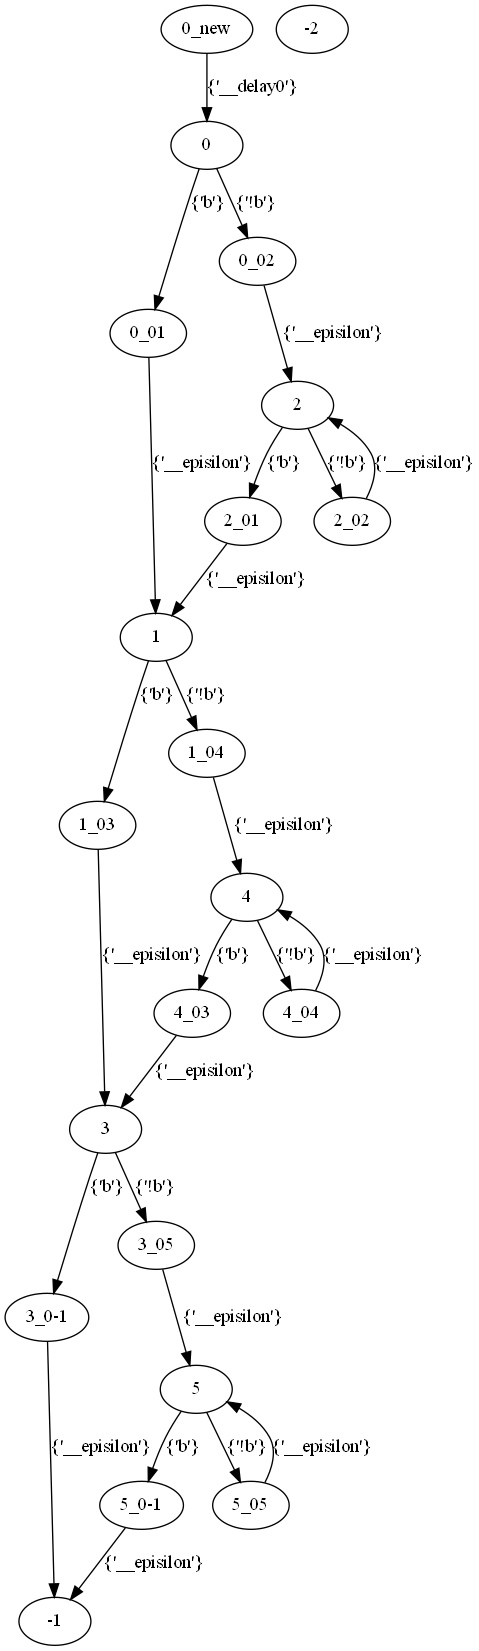 0_new
-2
{'__delay0'}
0
{'b'}
{'!b'}
0_02
0_01
{'__episilon'}
2
{'__episilon'}
{'b'}
{'!b'}
{'__episilon'}
2_01
2_02
{'__episilon'}
1
{'b'}
{'!b'}
1_04
1_03
{'__episilon'}
4
{'__episilon'}
{'b'}
{'!b'}
{'__episilon'}
4_03
4_04
{'__episilon'}
3
{'b'}
{'!b'}
3_05
3_0-1
{'__episilon'}
5
{'__episilon'}
{'b'}
{'!b'}
{'__episilon'}
5_0-1
5_05
{'__episilon'}
-1